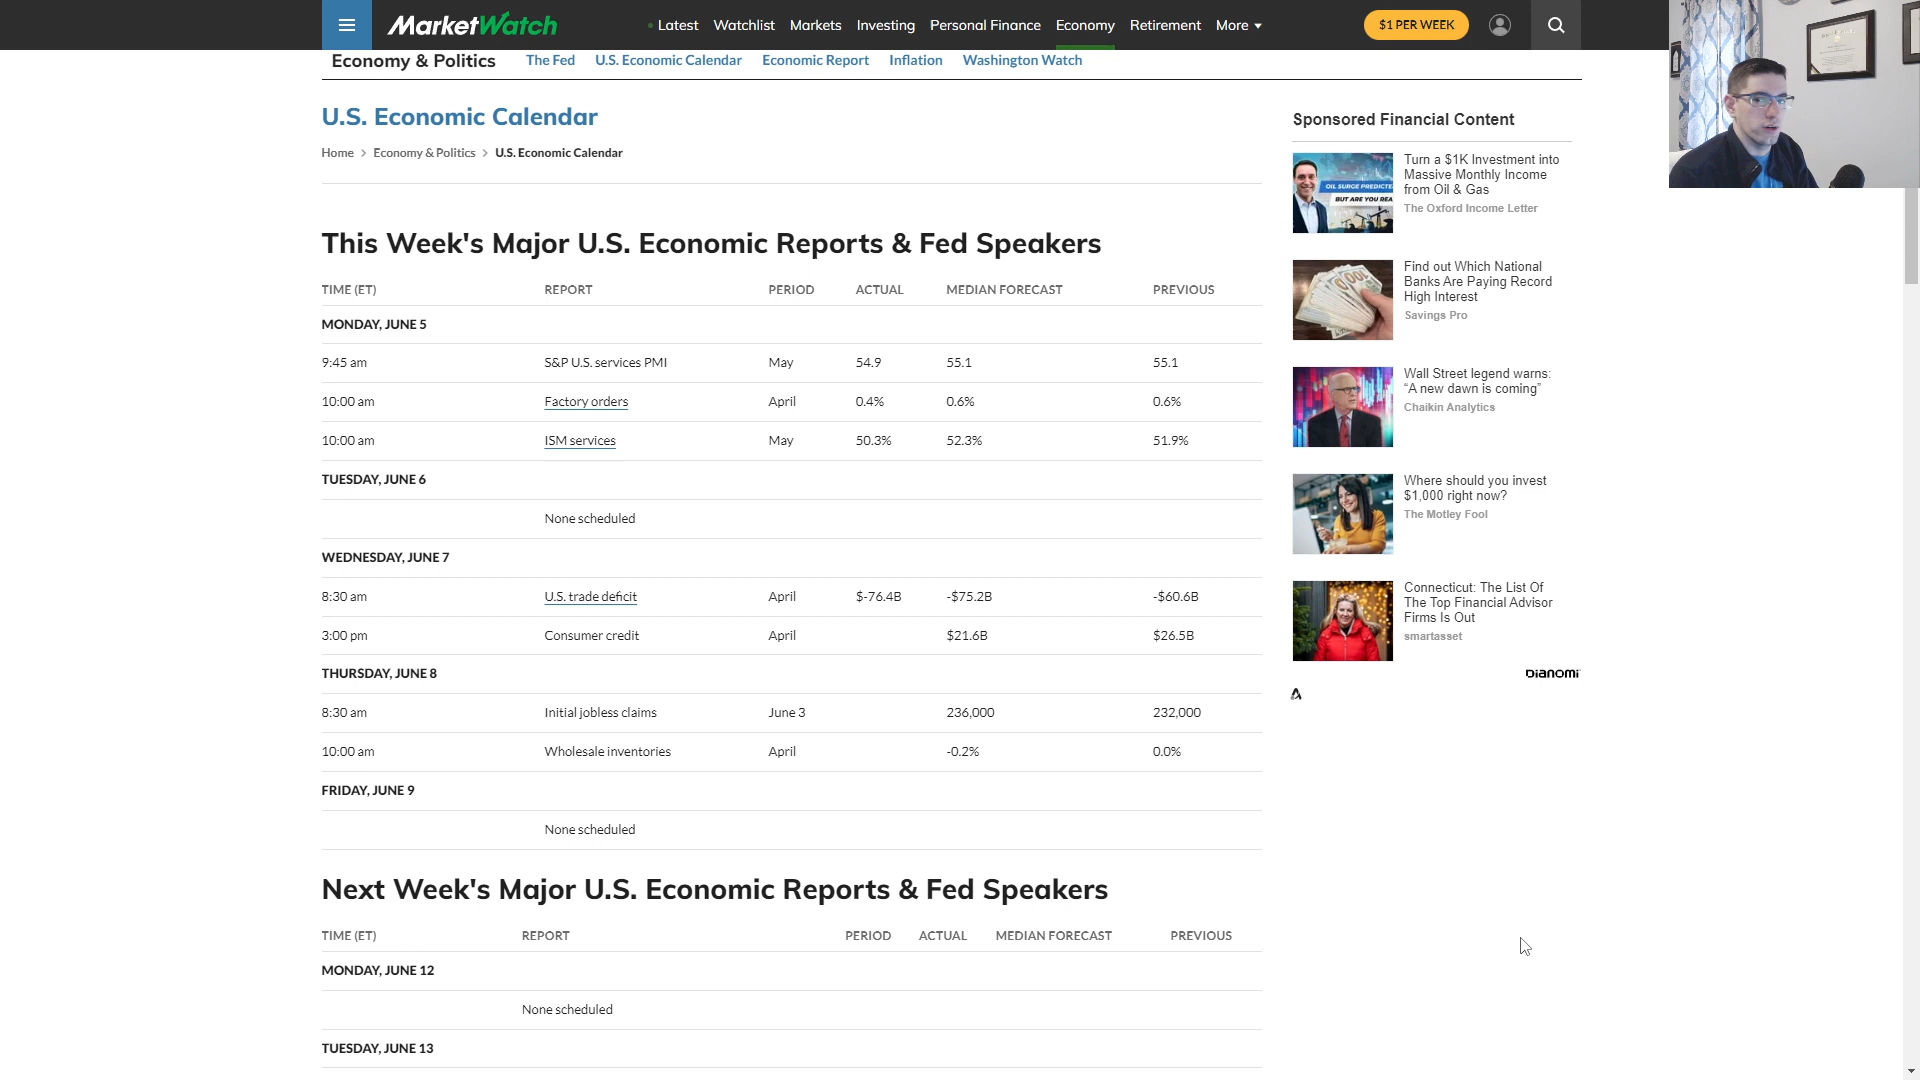 MarketWatch
Latest Watchlist Markets Investing Personal Finance Economy Retirement More
$1 PER WEEK
Economy & Politics The Fed U.S. Economic Calendar Economic Report Inflation Washington Watch
U.S. Economic Calendar
Home > Economy & Politics > U.S. Economic Calendar
This Week's Major U.S. Economic Reports & Fed Speakers
TIME (ET) REPORT PERIOD ACTUAL MEDIAN FORECAST PREVIOUS
MONDAY, JUNE 5
9:45 am S&P U.S. services PMI May 54.9 55.1 55.1
10:00 am Factory orders April 0.4% 0.6% 0.6%
10:00 am ISM services May 50.3% 52.3% 51.9%
TUESDAY, JUNE 6
None scheduled
WEDNESDAY, JUNE 7
8:30 am U.S. trade deficit April $-76.4B -$75.2B -$60.6B
3:00 pm Consumer credit April $21.6B $26.5B
THURSDAY, JUNE 8
8:30 am Initial jobless claims June 3 236,000 232,000
10:00 am Wholesale inventories April -0.2% 0.0%
FRIDAY, JUNE 9
None scheduled
Next Week's Major U.S. Economic Reports & Fed Speakers
TIME (ET) REPORT PERIOD ACTUAL MEDIAN FORECAST PREVIOUS
MONDAY, JUNE 12
None scheduled
TUESDAY, JUNE 13
Sponsored Financial Content
OIL SURGE PREDICTE
BUT ARE YOU REA
Turn a $1K Investment into
Massive Monthly Income
from Oil & Gas
The Oxford Income Letter
Find out Which National
Banks Are Paying Record
High Interest
Savings Pro
Wall Street legend warns:
“A new dawn is coming”
Chaikin Analytics
Where should you invest
$1,000 right now?
The Motley Fool
Connecticut: The List Of
The Top Financial Advisor
Firms Is Out
smartasset
DIANOMI